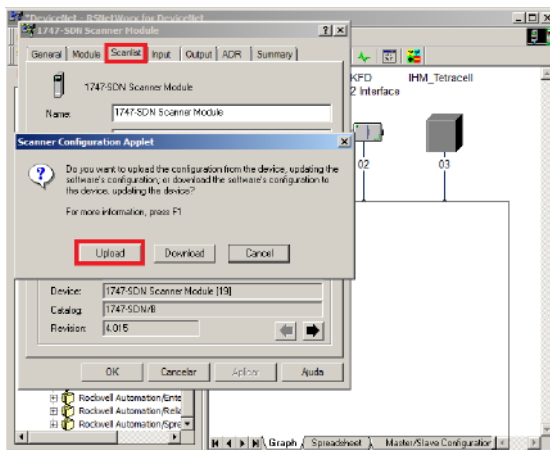 *DeviceNet - RSNetWorx for DeviceNet
1747-SDN Scanner Module
General Module Scanlist Input Output ADR Summary
1747-SDN Scanner Module
Name: 1747-SDN Scanner Module
KFD IHM_Tetracell
2 Interface
02 03
Scanner Configuration Applet
Do you want to upload the configuration from the device, updating the
software's configuration; or download the software's configuration to
the device, updating the device?
For more information, press F1
Upload Download Cancel
Device: 1747-SDN Scanner Module [19]
Catalog: 1747-SDN/B
Revision: 4.015
OK Cancelar Aplicar Ajuda
Rockwell Automation/Ente
Rockwell Automation/Rela
Rockwell Automation/Spre
Graph Spreadsheet Master/Slave Configuration